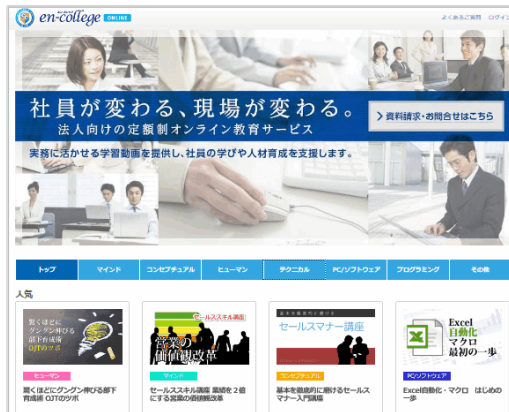 en-college ONLINE
よくあるご質問 ログイン
社員が変わる、現場が変わる。
法人向けの定額制オンライン教育サービス
資料請求・お問合せはこちら
実務に活かせる学習動画を提供し、社員の学びや人材育成を支援します。
トップ マインド コンセプチュアル ヒューマン テクニカル PC/ソフトウェア プログラミング その他
人気
驚くほどに
グングン伸びる
部下育成術
OJTのツボ
セールススキル講座
営業の
価値観改革
基本を徹底的に磨ける
セールスマナー講座
Excel
自動化
マクロ
最初の一歩
ヒューマン
マインド
コンセプチュアル
PC/ソフトウェア
驚くほどにグングン伸びる部下
育成術 OJTのツボ
セールススキル講座 業績を2倍
にする営業の価値観改革
基本を徹底的に磨けるセールス
マナー入門講座
Excel自動化・マクロ はじめの
一歩